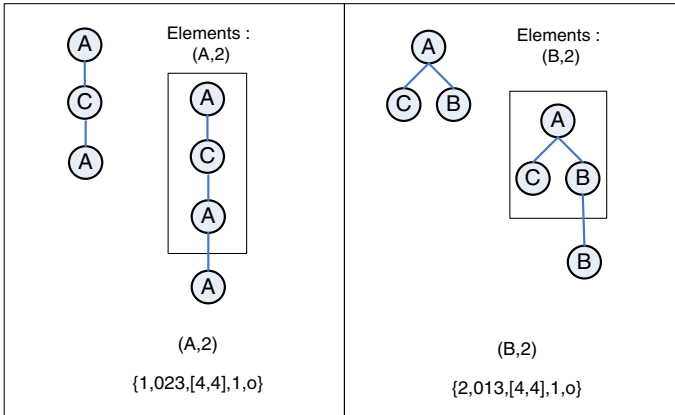 A
C
A
Elements :
(A,2)
A
C
A
A
(A,2)
{1,023,[4,4],1,o}
A
C B
Elements :
(B,2)
A
C B
B
(B,2)
{2,013,[4,4],1,o}